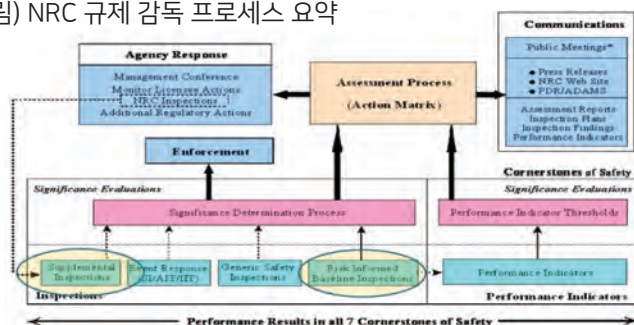 림) NRC 규제 감독 프로세스 요약
Communications
Public Meetings*
● Press Releases
● NRC Web Site
● PDR/ADAMS
Assessment Reports
Inspection Plans
Inspection Findings
Performance Indicators
Agency Response
Management Conference
Monitor Licensee Actions
NRC Inspections
Additional Regulatory Actions
Assessment Process
(Action Matrix)
Enforcement
Cornerstones of Safety
Significance Evaluations
Significance Evaluations
Significance Determination Process
Performance Indicator Thresholds
Supplemental
Inspections
Event Response
(SI/AIT/IIT)
Generic Safety
Inspections
Risk Informed
Baseline Inspections
Performance Indicators
Inspections
Performance Indicators
Performance Results in all 7 Cornerstones of Safety